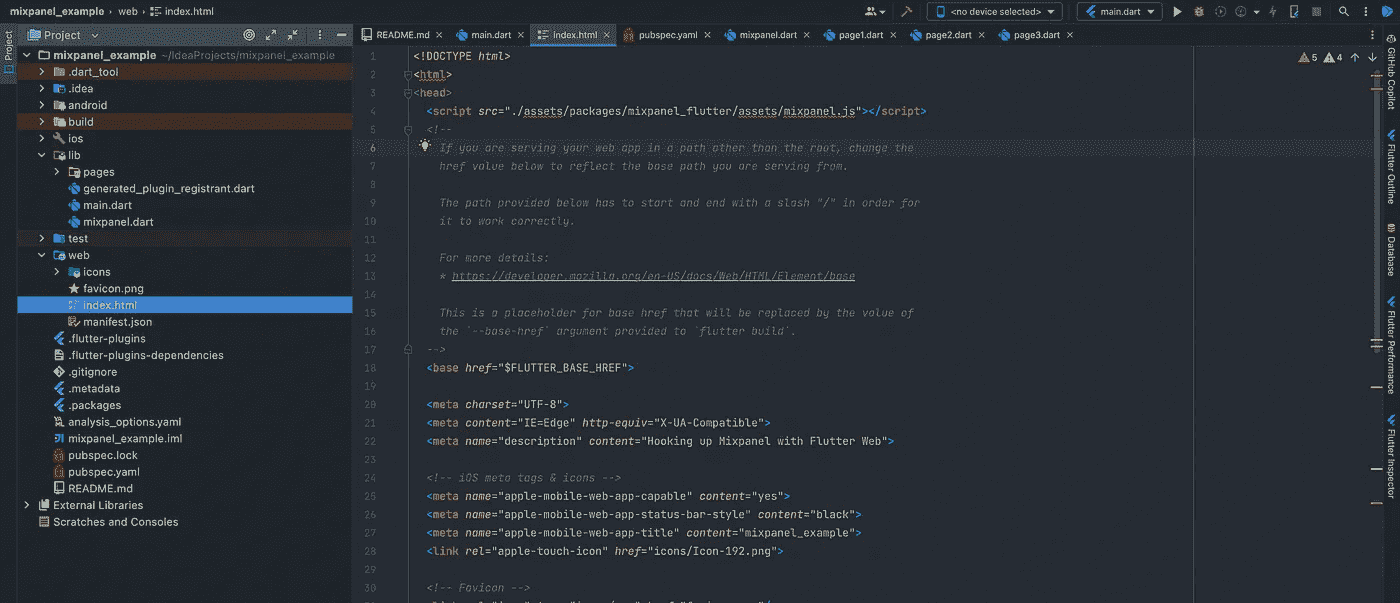 mixpanel_example › web › index.html
<no device selected>
main.dart
Project
README.md
main.dart
index.html
pubspec.yaml
mixpanel.dart
page1.dart
page2.dart
page3.dart
Project
mixpanel_example ~/IdeaProjects/mixpanel_example
.dart_tool
.idea
android
build
ios
lib
pages
generated_plugin_registrant.dart
main.dart
mixpanel.dart
test
web
icons
favicon.png
index.html
manifest.json
.flutter-plugins
.flutter-plugins-dependencies
.gitignore
.metadata
.packages
analysis_options.yaml
mixpanel_example.iml
pubspec.lock
pubspec.yaml
README.md
External Libraries
Scratches and Consoles
5 4
1 <!DOCTYPE html>
2 <html>
3 <head>
4 <script src="./assets/packages/mixpanel_flutter/assets/mixpanel.js"></script>
5 <!--
6 If you are serving your web app in a path other than the root, change the
7 href value below to reflect the base path you are serving from.
8
9 The path provided below has to start and end with a slash "/" in order for
10 it to work correctly.
11
12 For more details:
13 * https://developer.mozilla.org/en-US/docs/Web/HTML/Element/base
14
15 This is a placeholder for base href that will be replaced by the value of
16 the `--base-href` argument provided to `flutter build`.
17 -->
18 <base href="$FLUTTER_BASE_HREF">
19
20 <meta charset="UTF-8">
21 <meta content="IE=Edge" http-equiv="X-UA-Compatible">
22 <meta name="description" content="Hooking up Mixpanel with Flutter Web">
23
24 <!-- iOS meta tags & icons -->
25 <meta name="apple-mobile-web-app-capable" content="yes">
26 <meta name="apple-mobile-web-app-status-bar-style" content="black">
27 <meta name="apple-mobile-web-app-title" content="mixpanel_example">
28 <link rel="apple-touch-icon" href="icons/Icon-192.png">
29
30 <!-- Favicon -->
GitHub Copilot
Flutter Outline
Database
Flutter Performance
Flutter Inspector